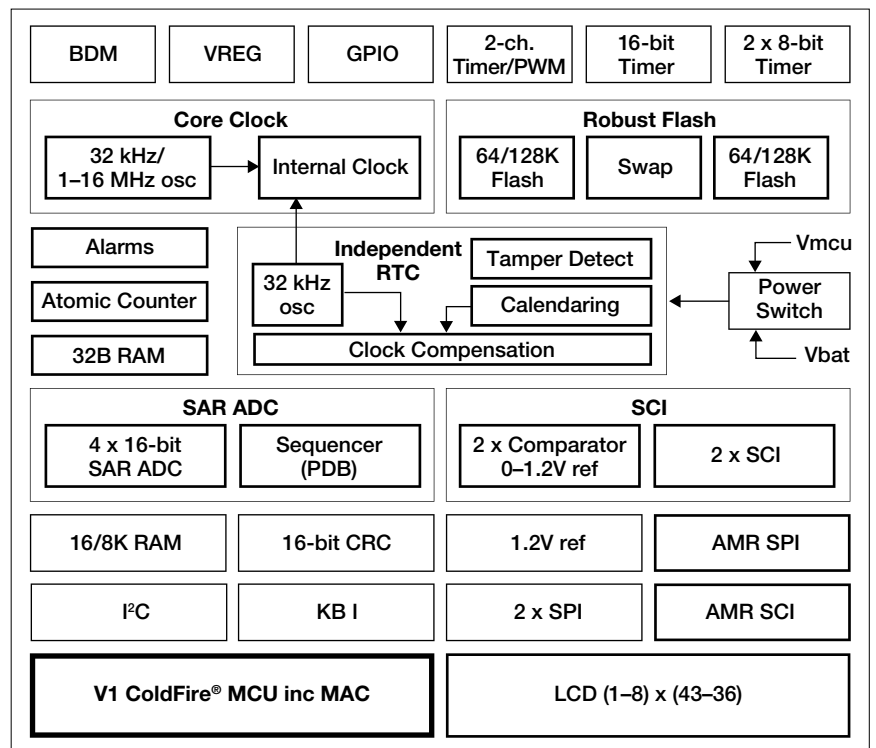 BDM
VREG
GPIO
2-ch.
Timer/PWM
16-bit
Timer
2 x 8-bit
Timer
Core Clock
32 kHz/
1–16 MHz osc
Internal Clock
Robust Flash
64/128K
Flash
Swap
64/128K
Flash
Alarms
Atomic Counter
32B RAM
Independent
RTC
32 kHz
osc
Tamper Detect
Calendaring
Clock Compensation
Vmcu
Power
Switch
Vbat
SAR ADC
4 x 16-bit
SAR ADC
Sequencer
(PDB)
SCI
2 x Comparator
0–1.2V ref
2 x SCI
16/8K RAM
16-bit CRC
1.2V ref
AMR SPI
I²C
KB I
2 x SPI
AMR SCI
V1 ColdFire® MCU inc MAC
LCD (1–8) x (43–36)